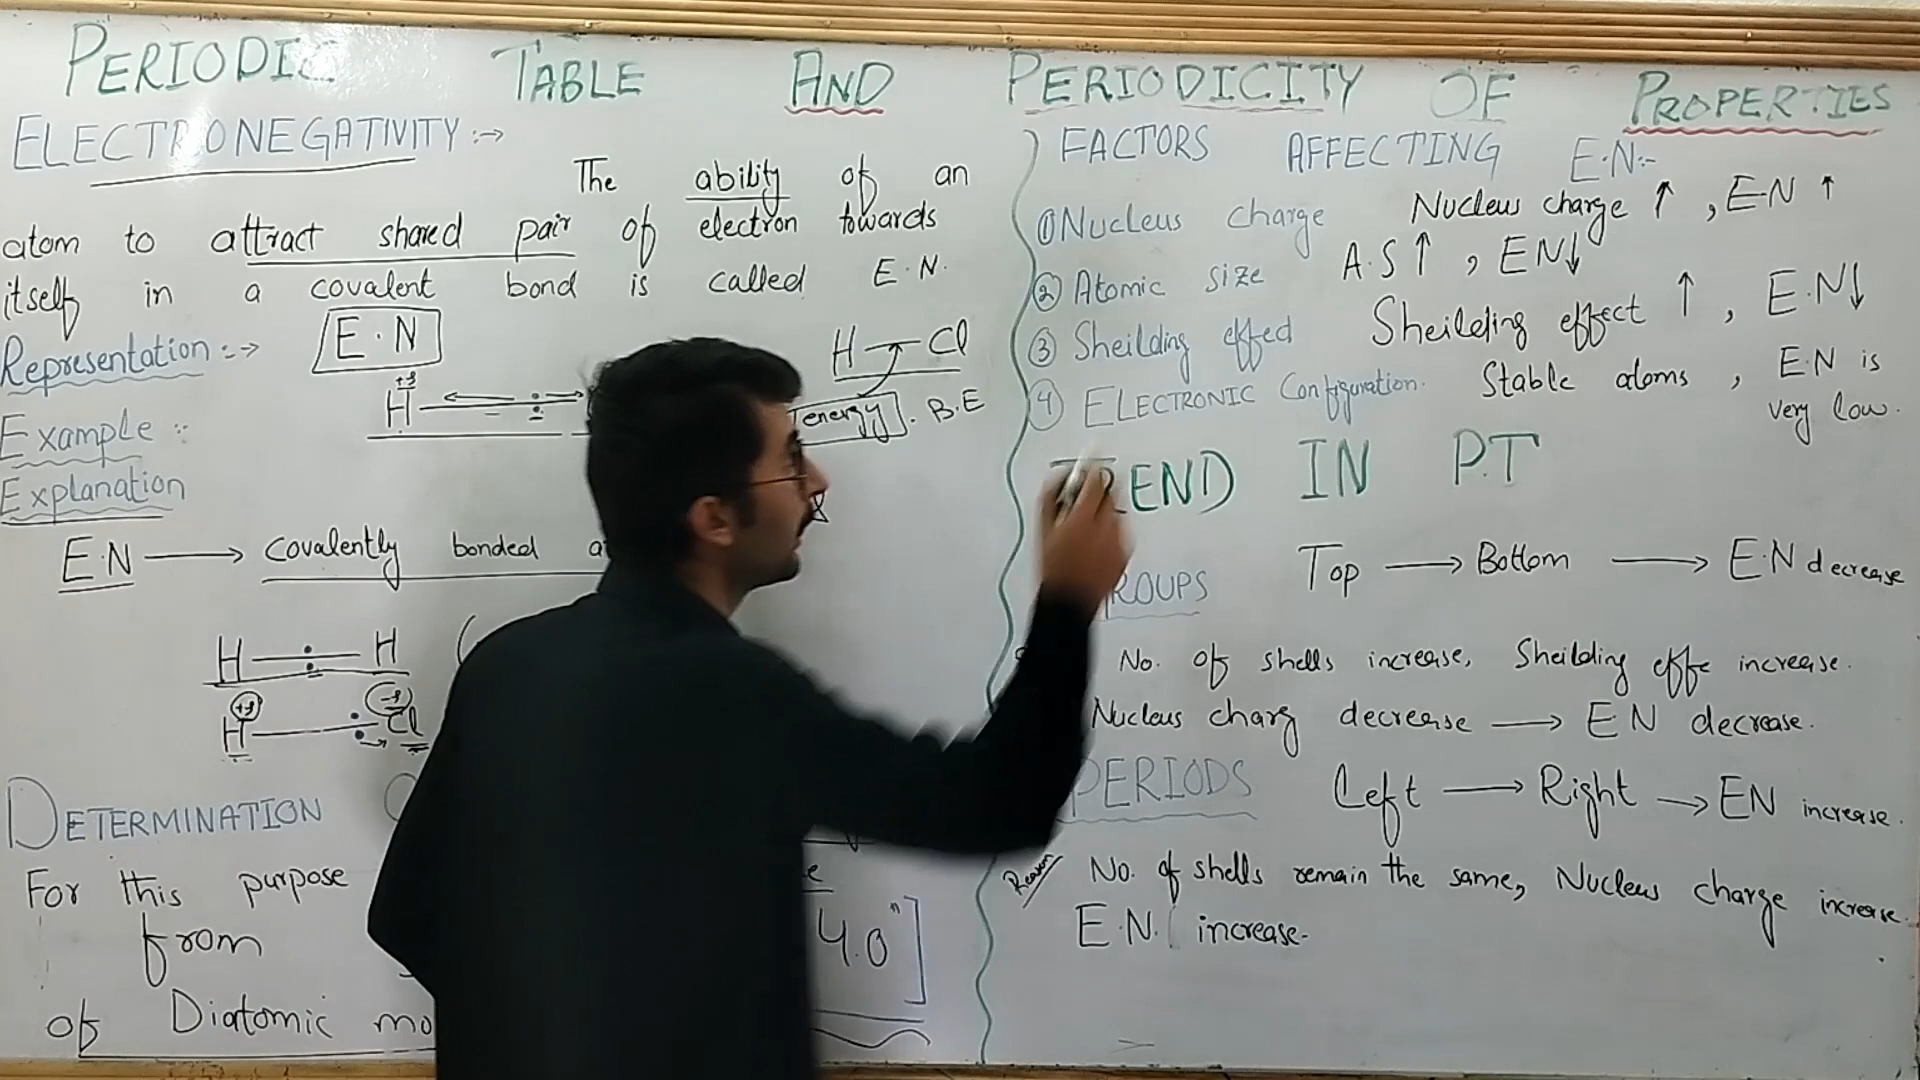 PERIODIC TABLE AND PERIODICITY OF PROPERTIES
ELECTRONEGATIVITY :→
The ability of an
atom to attract shared pair of electron towards
itself in a covalent bond is called E.N.
Representation :-→ E.N
H—Cl
Example :-
H
energy . B.E
Explanation
E.N → covalently bonded
H — H
H — Cl
DETERMINATION
For this purpose
from 4.0"]
of Diatomic mo
FACTORS AFFECTING E.N:-
① Nucleus charge Nucleus charge ↑ , E.N ↑
② Atomic size A.S ↑ , EN↓
③ Sheilding effed Sheilding effect ↑ , E.N↓
④ ELECTRONIC Configuration. Stable atoms , E.N is
very low.
TREND IN P.T
ROUPS Top → Bottom → E.N decrease
No. of shells increase, Sheilding effe increase.
Nucleus charg decrease → EN decrease.
PERIODS Left → Right → EN increase.
Reason No. of shells remain the same, Nucleus charge increase.
E.N. increase.